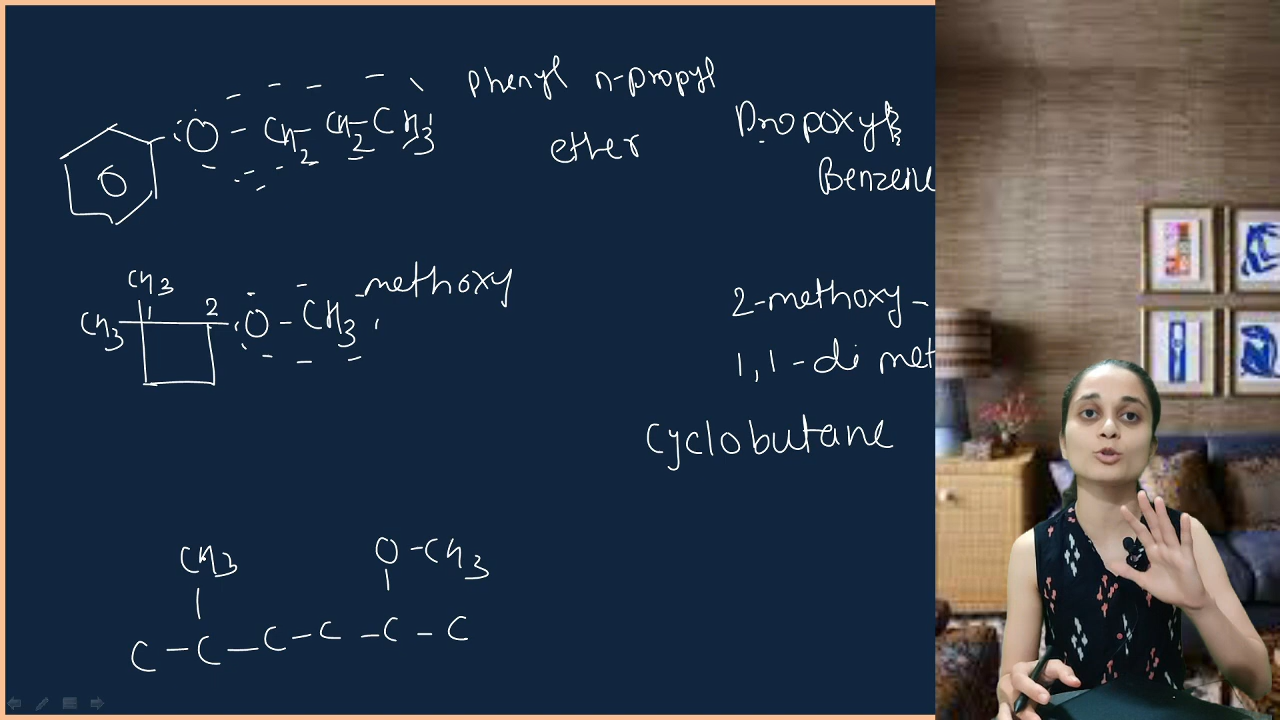 Phenyl n-propyl
ether
Propoxy
Benzene
O - CH2 - CH2 - CH3
CH3
CH3
1
2
O - CH3
methoxy
2-methoxy-
1,1-di met
cyclobutane
CH3
O - CH3
C - C - C - C - C - C